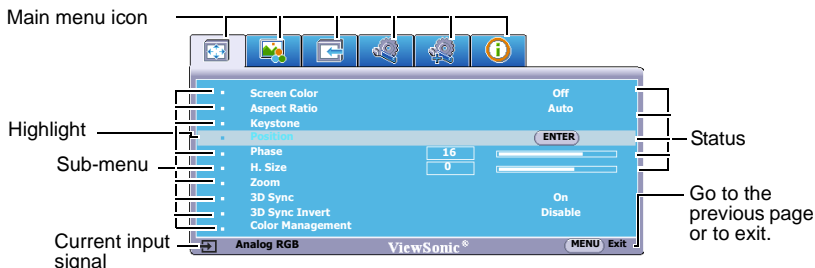 Main menu icon
Screen Color Off
Aspect Ratio Auto
Keystone
Highlight
Position ENTER
Status
Phase 16
Sub-menu
H. Size 0
Zoom
3D Sync On
3D Sync Invert Disable
Color Management
Go to the
previous page
or to exit.
Current input
signal
Analog RGB ViewSonic® MENU Exit